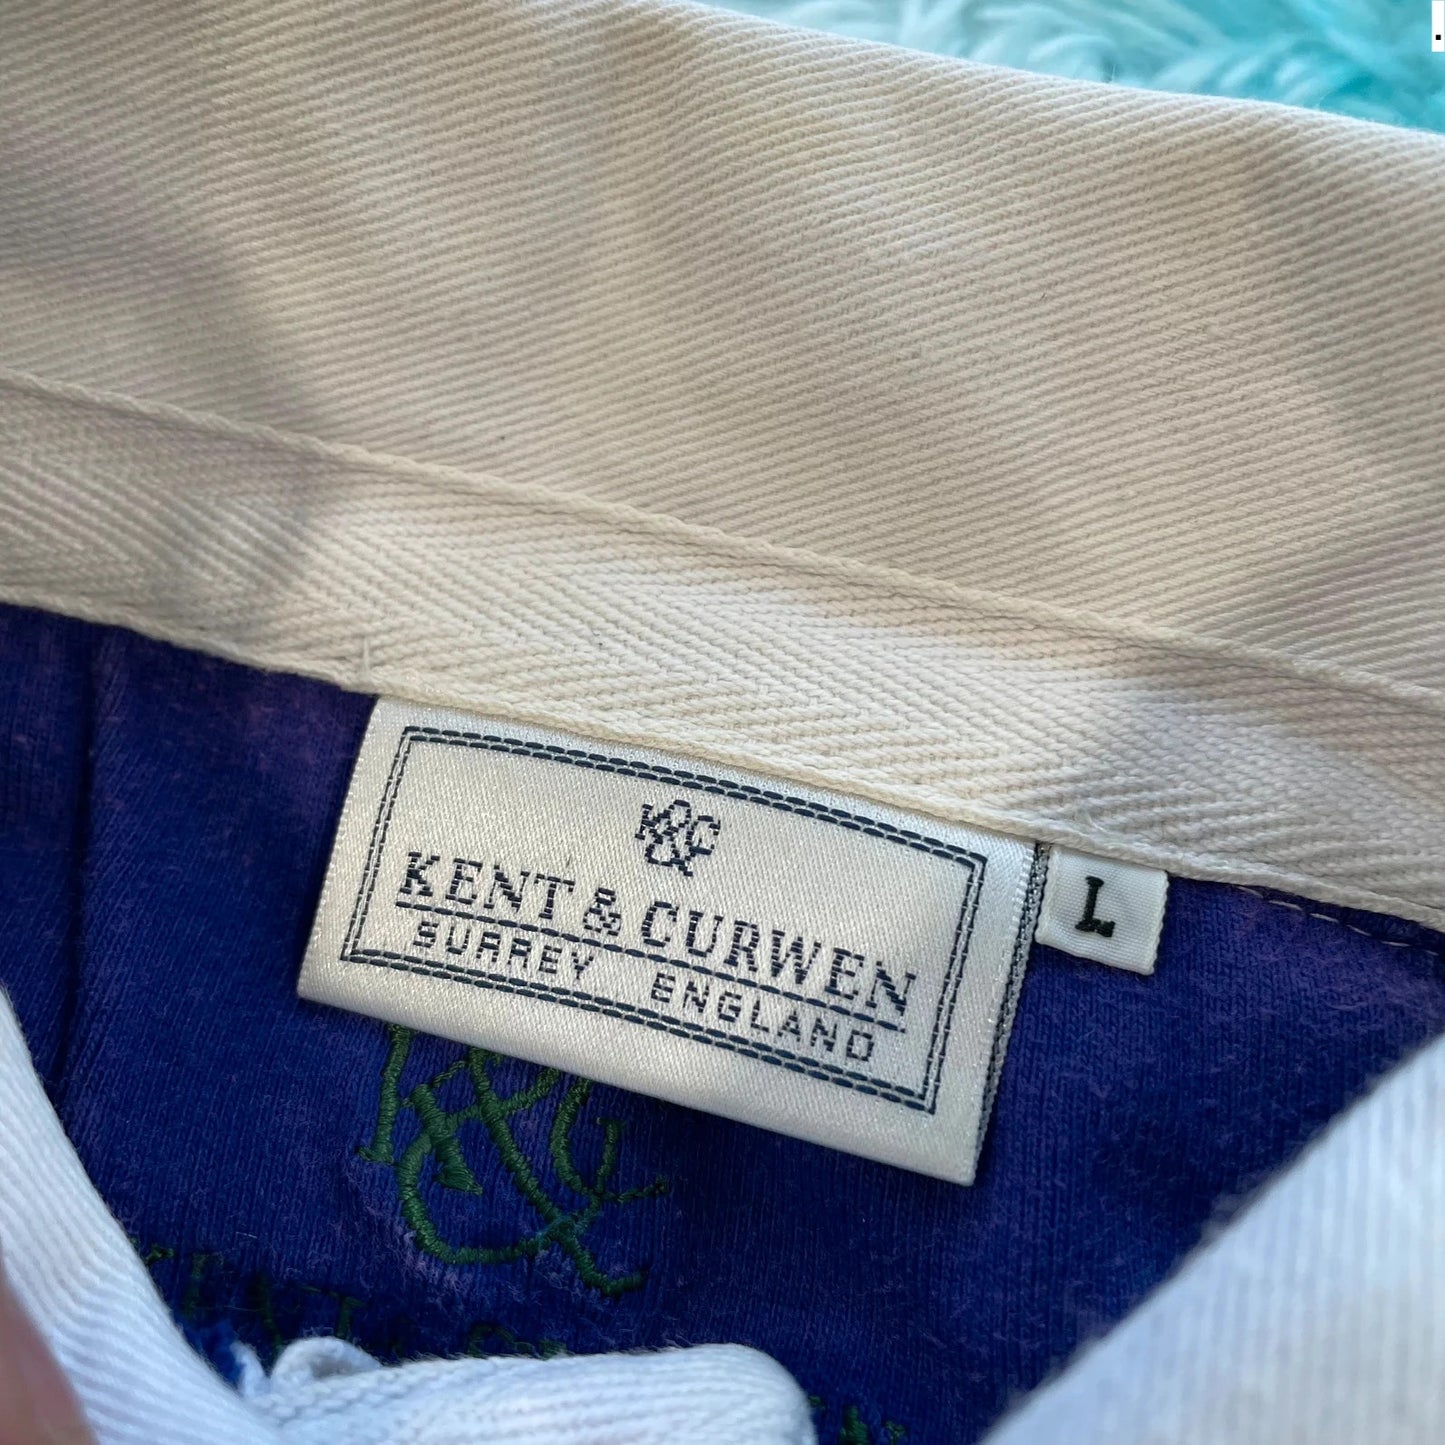 K&C
KENT & CURWEN
SURREY ENGLAND
L
K&C
.